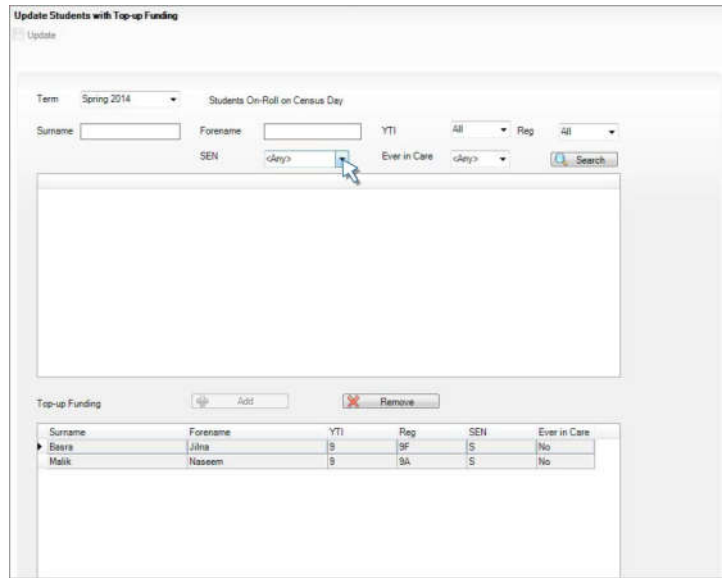 Update Students with Top-up Funding
Update
Term Spring 2014 Students On-Roll on Census Day
Surname Forename YTI All Reg All
SEN <Any> Ever in Care <Any> Search
Top-up Funding Add Remove
Surname Forename YTI Reg SEN Ever in Care
Basra Jilna 9 9F S No
Malik Naseem 9 9A S No